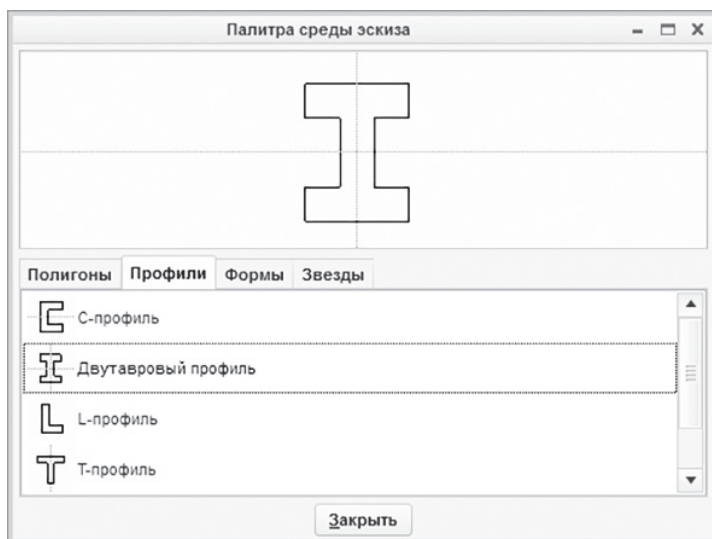 Палитра среды эскиза
Полигоны Профили Формы Звезды
С-профиль
Двутавровый профиль
L-профиль
Т-профиль
Закрыть